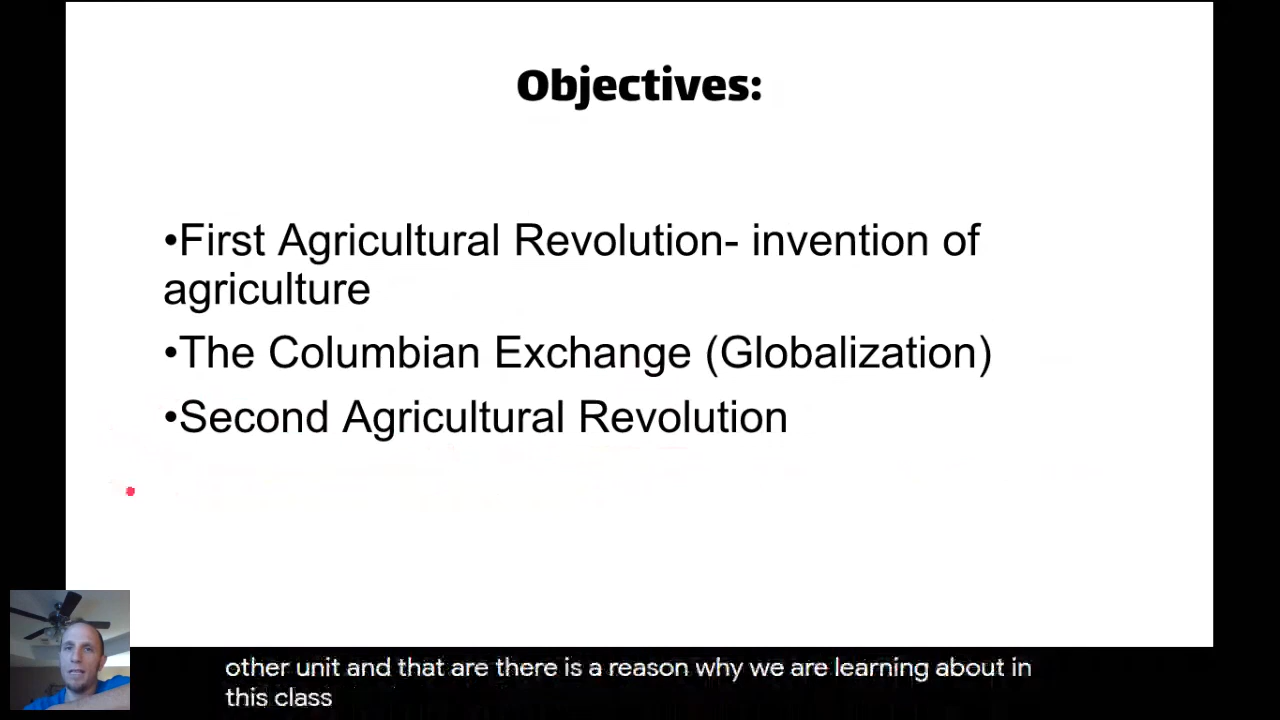 Objectives:
•First Agricultural Revolution- invention of
agriculture
•The Columbian Exchange (Globalization)
•Second Agricultural Revolution
other unit and that are there is a reason why we are learning about in
this class